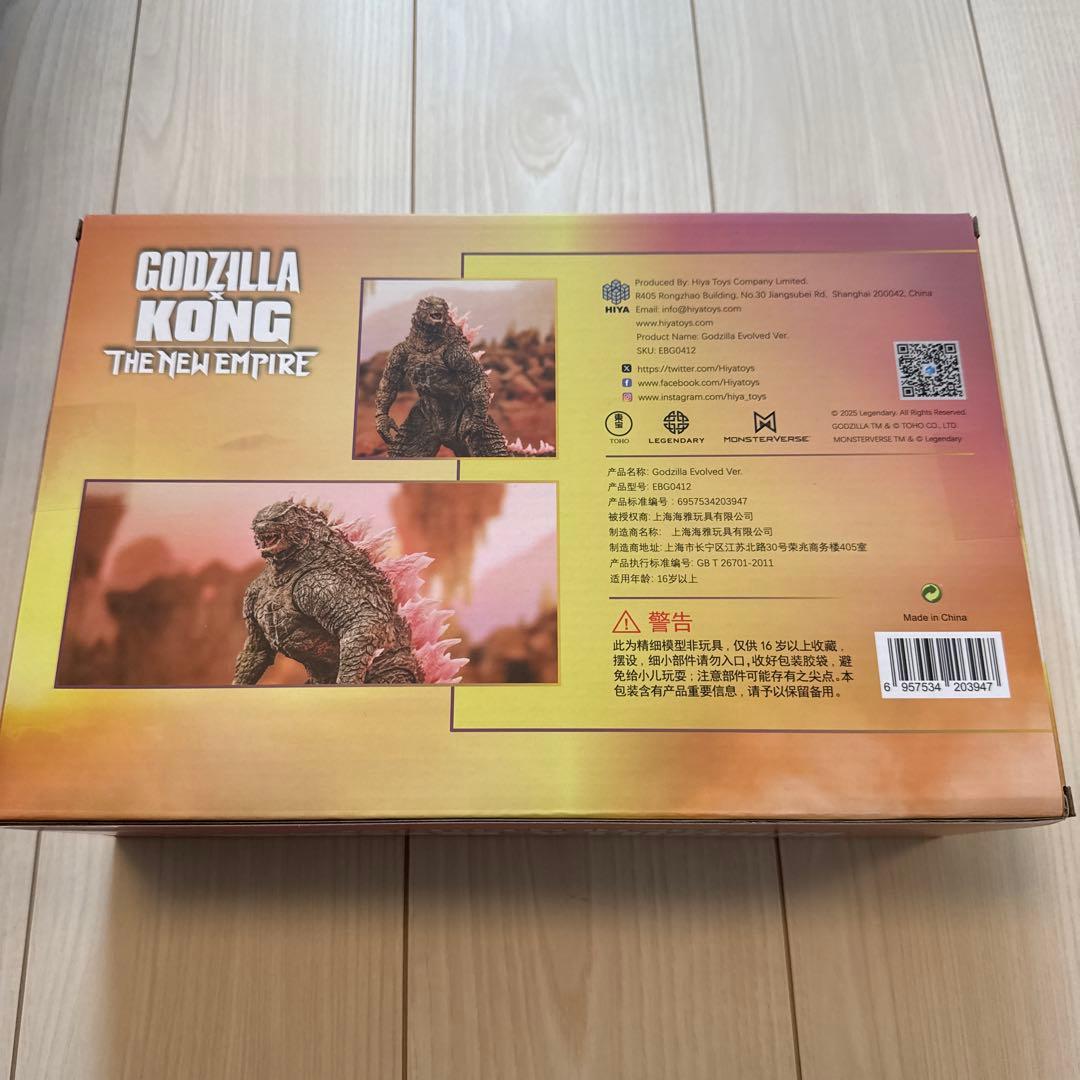 GODZILLA
x
KONG
THE NEW EMPIRE
HIYA
Produced By: Hiya Toys Company Limited.
R405 Rongzhao Building, No.30 Jiangsubei Rd, Shanghai 200042, China
Email: info@hiyatoys.com
www.hiyatoys.com
Product Name: Godzilla Evolved Ver.
SKU: EBG0412
https://twitter.com/Hiyatoys
www.facebook.com/Hiyatoys
www.instagram.com/hiya_toys
東宝
TOHO
LEGENDARY
MONSTERVERSE
© 2025 Legendary. All Rights Reserved.
GODZILLA TM & © TOHO CO., LTD.
MONSTERVERSE TM & © Legendary
产品名称: Godzilla Evolved Ver.
产品型号: EBG0412
产品标准编号：6957534203947
被授权商: 上海海雅玩具有限公司
制造商名称: 上海海雅玩具有限公司
制造商地址: 上海市长宁区江苏北路30号荣兆商务楼405室
产品执行标准编号: GB T 26701-2011
适用年龄: 16岁以上
警告
此为精细模型非玩具，仅供 16 岁以上收藏，
摆设，细小部件请勿入口，收好包装胶袋，避
免给小儿玩耍；注意部件可能存有之尖点。本
包装含有产品重要信息，请予以保留备用。
Made in China
6 957534 203947